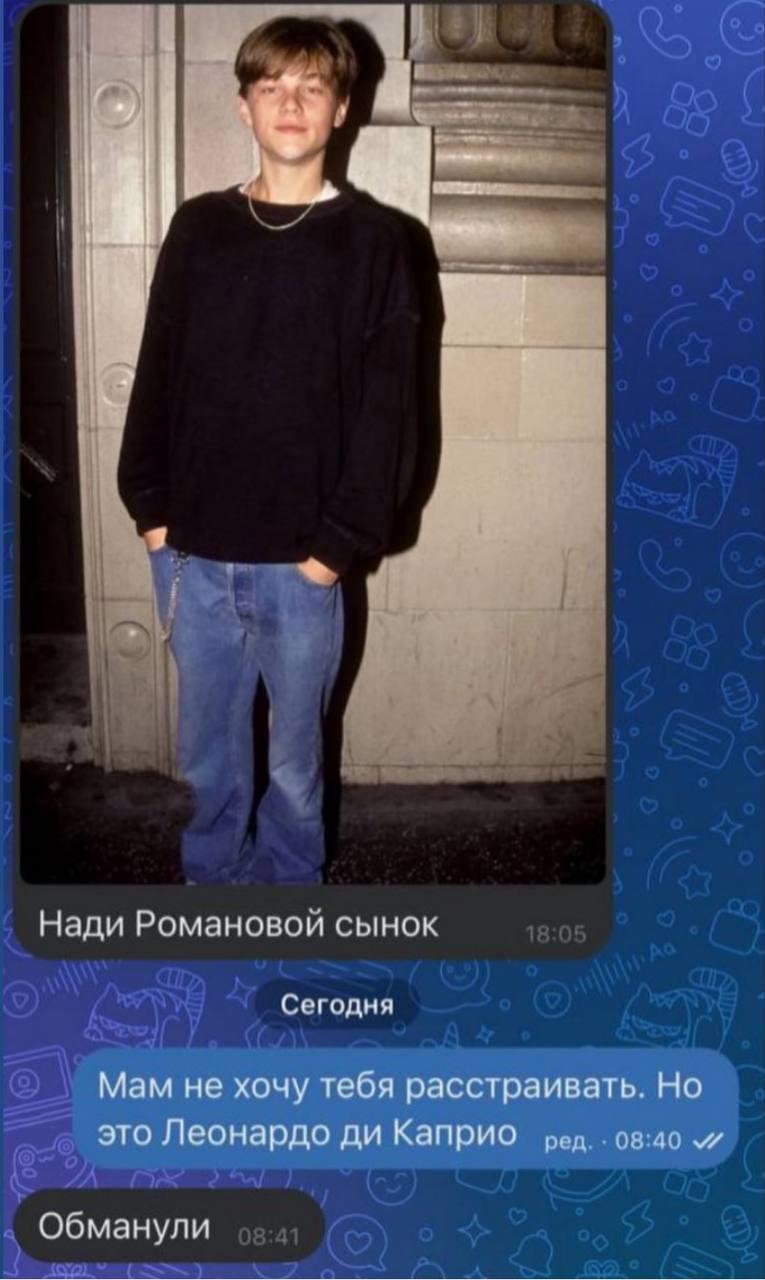 Нади Романовой сынок
18:05
Сегодня
Мам не хочу тебя расстраивать. Но
это Леонардо ди Каприо ред. · 08:40
Обманули 08:41